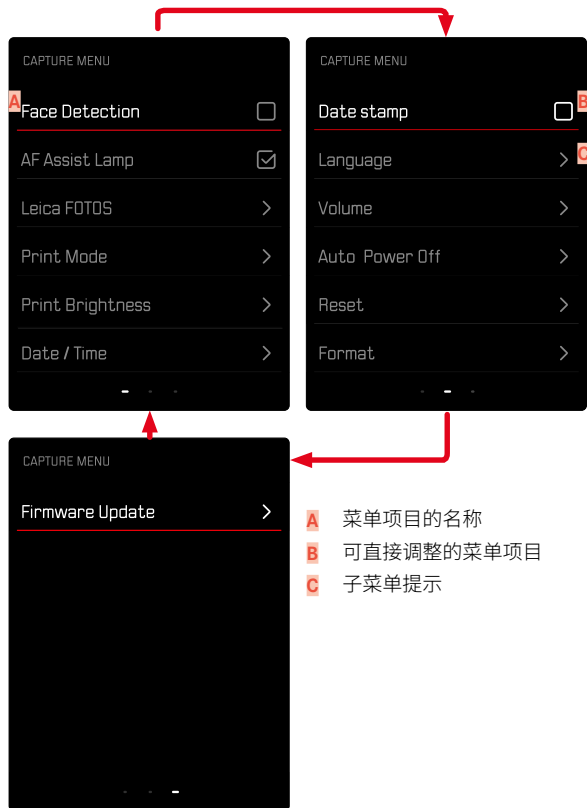 CAPTURE MENU
A
Face Detection
AF Assist Lamp
Leica FOTOS
Print Mode
Print Brightness
Date / Time
CAPTURE MENU
Date stamp
B
Language
C
Volume
Auto Power Off
Reset
Format
CAPTURE MENU
Firmware Update
A 菜单项目的名称
B 可直接调整的菜单项目
C 子菜单提示